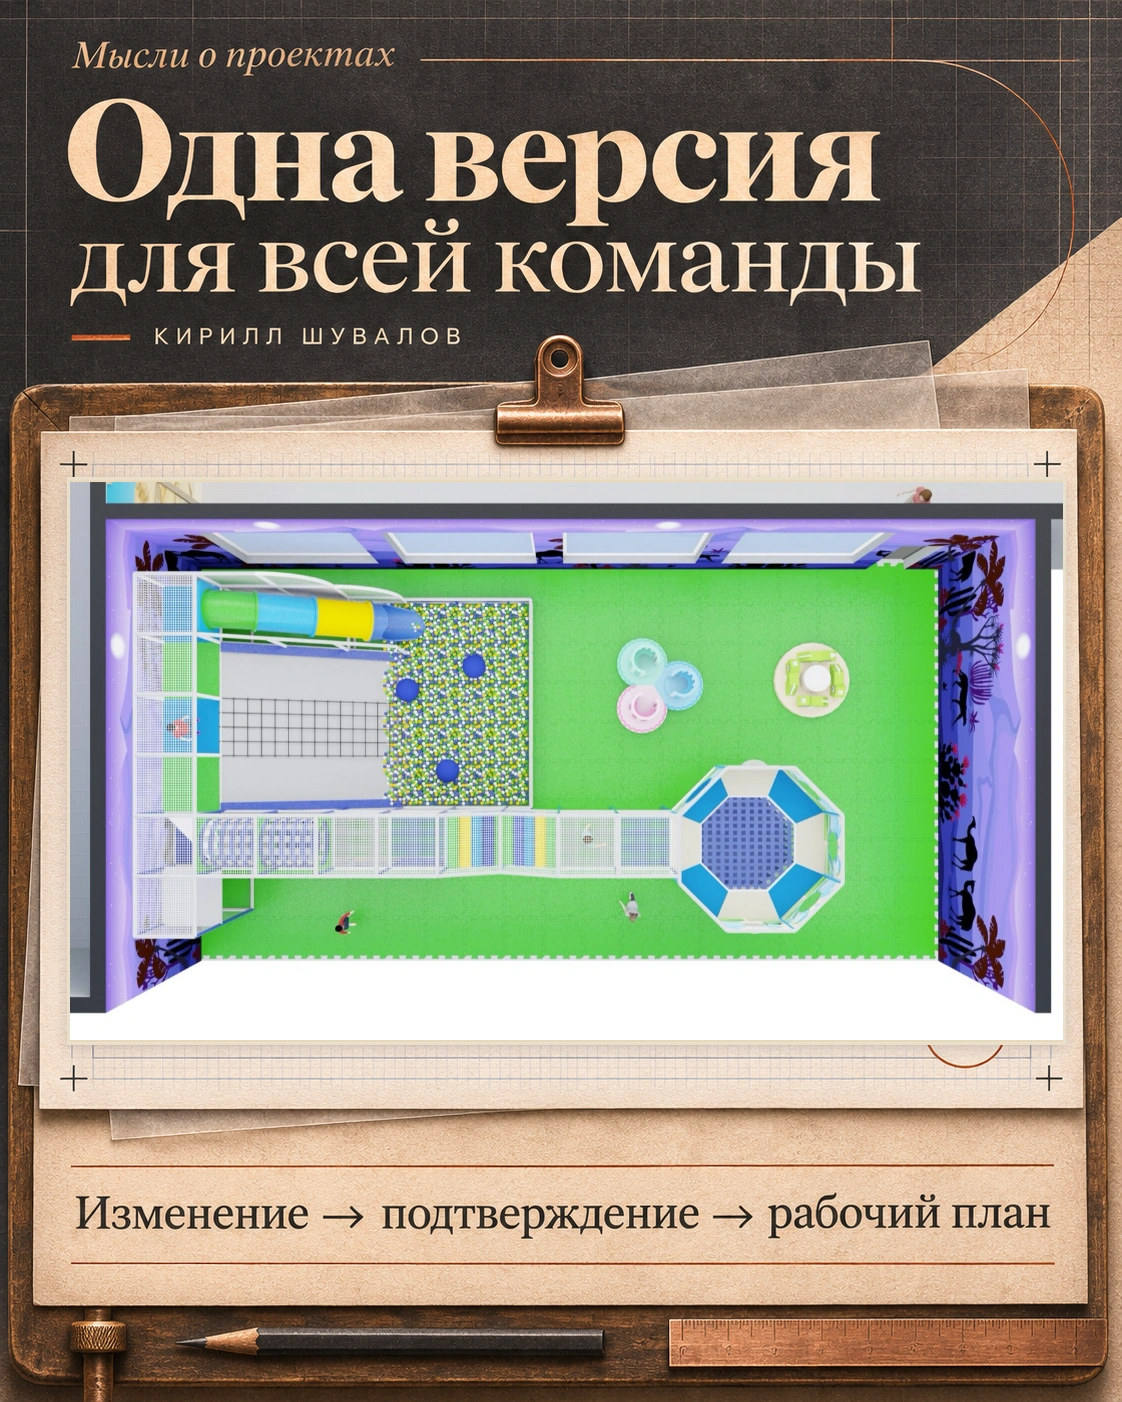 Мысли о проектах
Одна версия
для всей команды
КИРИЛЛ ШУВАЛОВ
Изменение → подтверждение → рабочий план